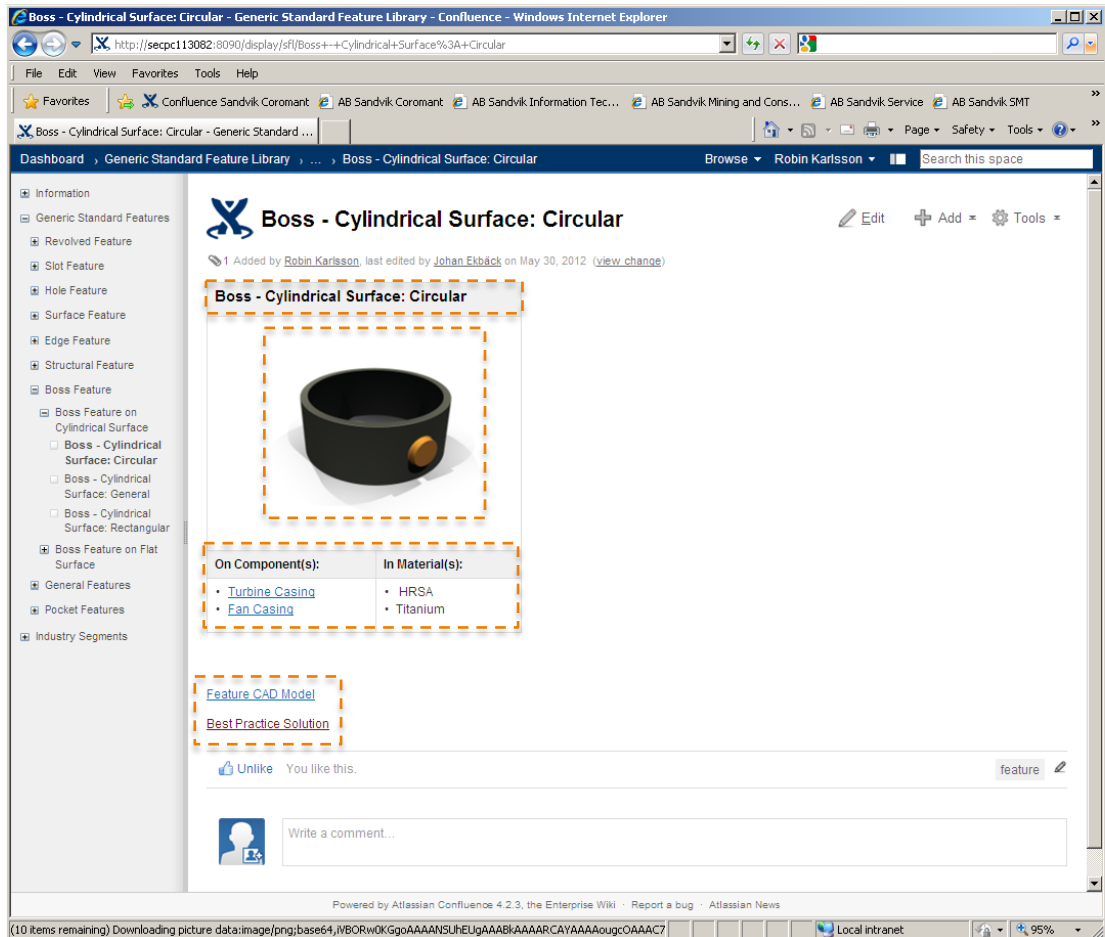 Boss - Cylindrical Surface: Circular - Generic Standard Feature Library - Confluence - Windows Internet Explorer
http://secpc113082:8090/display/sfl/Boss+-+Cylindrical+Surface%3A+Circular
File Edit View Favorites Tools Help
Favorites Confluence Sandvik Coromant AB Sandvik Coromant AB Sandvik Information Tec... AB Sandvik Mining and Cons... AB Sandvik Service AB Sandvik SMT »
Boss - Cylindrical Surface: Circular - Generic Standard ... Page Safety Tools »
Dashboard › Generic Standard Feature Library › ... › Boss - Cylindrical Surface: Circular Browse Robin Karlsson Search this space
Information
Generic Standard Features
Revolved Feature
Slot Feature
Hole Feature
Surface Feature
Edge Feature
Structural Feature
Boss Feature
Boss Feature on
Cylindrical Surface
Boss - Cylindrical
Surface: Circular
Boss - Cylindrical
Surface: General
Boss - Cylindrical
Surface: Rectangular
Boss Feature on Flat
Surface
General Features
Pocket Features
Industry Segments
Boss - Cylindrical Surface: Circular
Edit Add Tools
1 Added by Robin Karlsson, last edited by Johan Ekbäck on May 30, 2012 (view change)
Boss - Cylindrical Surface: Circular
On Component(s): In Material(s):
• Turbine Casing • HRSA
• Fan Casing • Titanium
Feature CAD Model
Best Practice Solution
Unlike You like this. feature
Write a comment...
Powered by Atlassian Confluence 4.2.3, the Enterprise Wiki · Report a bug · Atlassian News
(10 items remaining) Downloading picture data:image/png;base64,iVBORw0KGgoAAAANSUhEUgAAABkAAAARCAYAAAAougcOAAAC7 Local intranet 95%